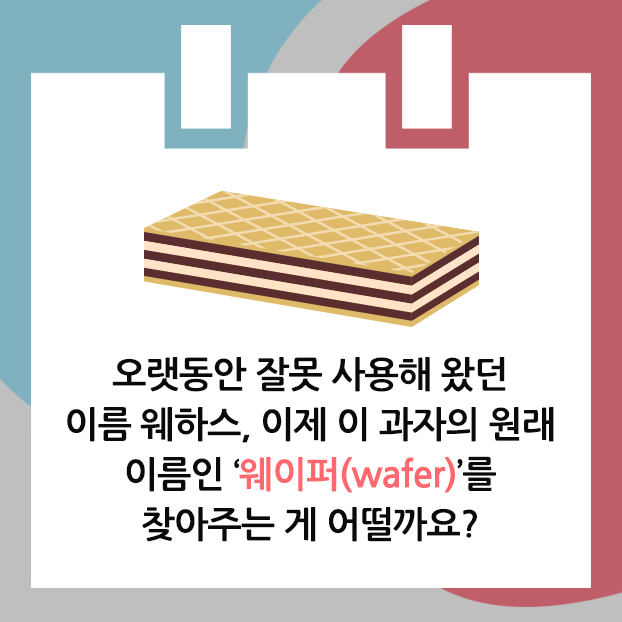 오랫동안 잘못 사용해 왔던
이름 웨하스, 이제 이 과자의 원래
이름인 ‘웨이퍼(wafer)’를
찾아주는 게 어떨까요?